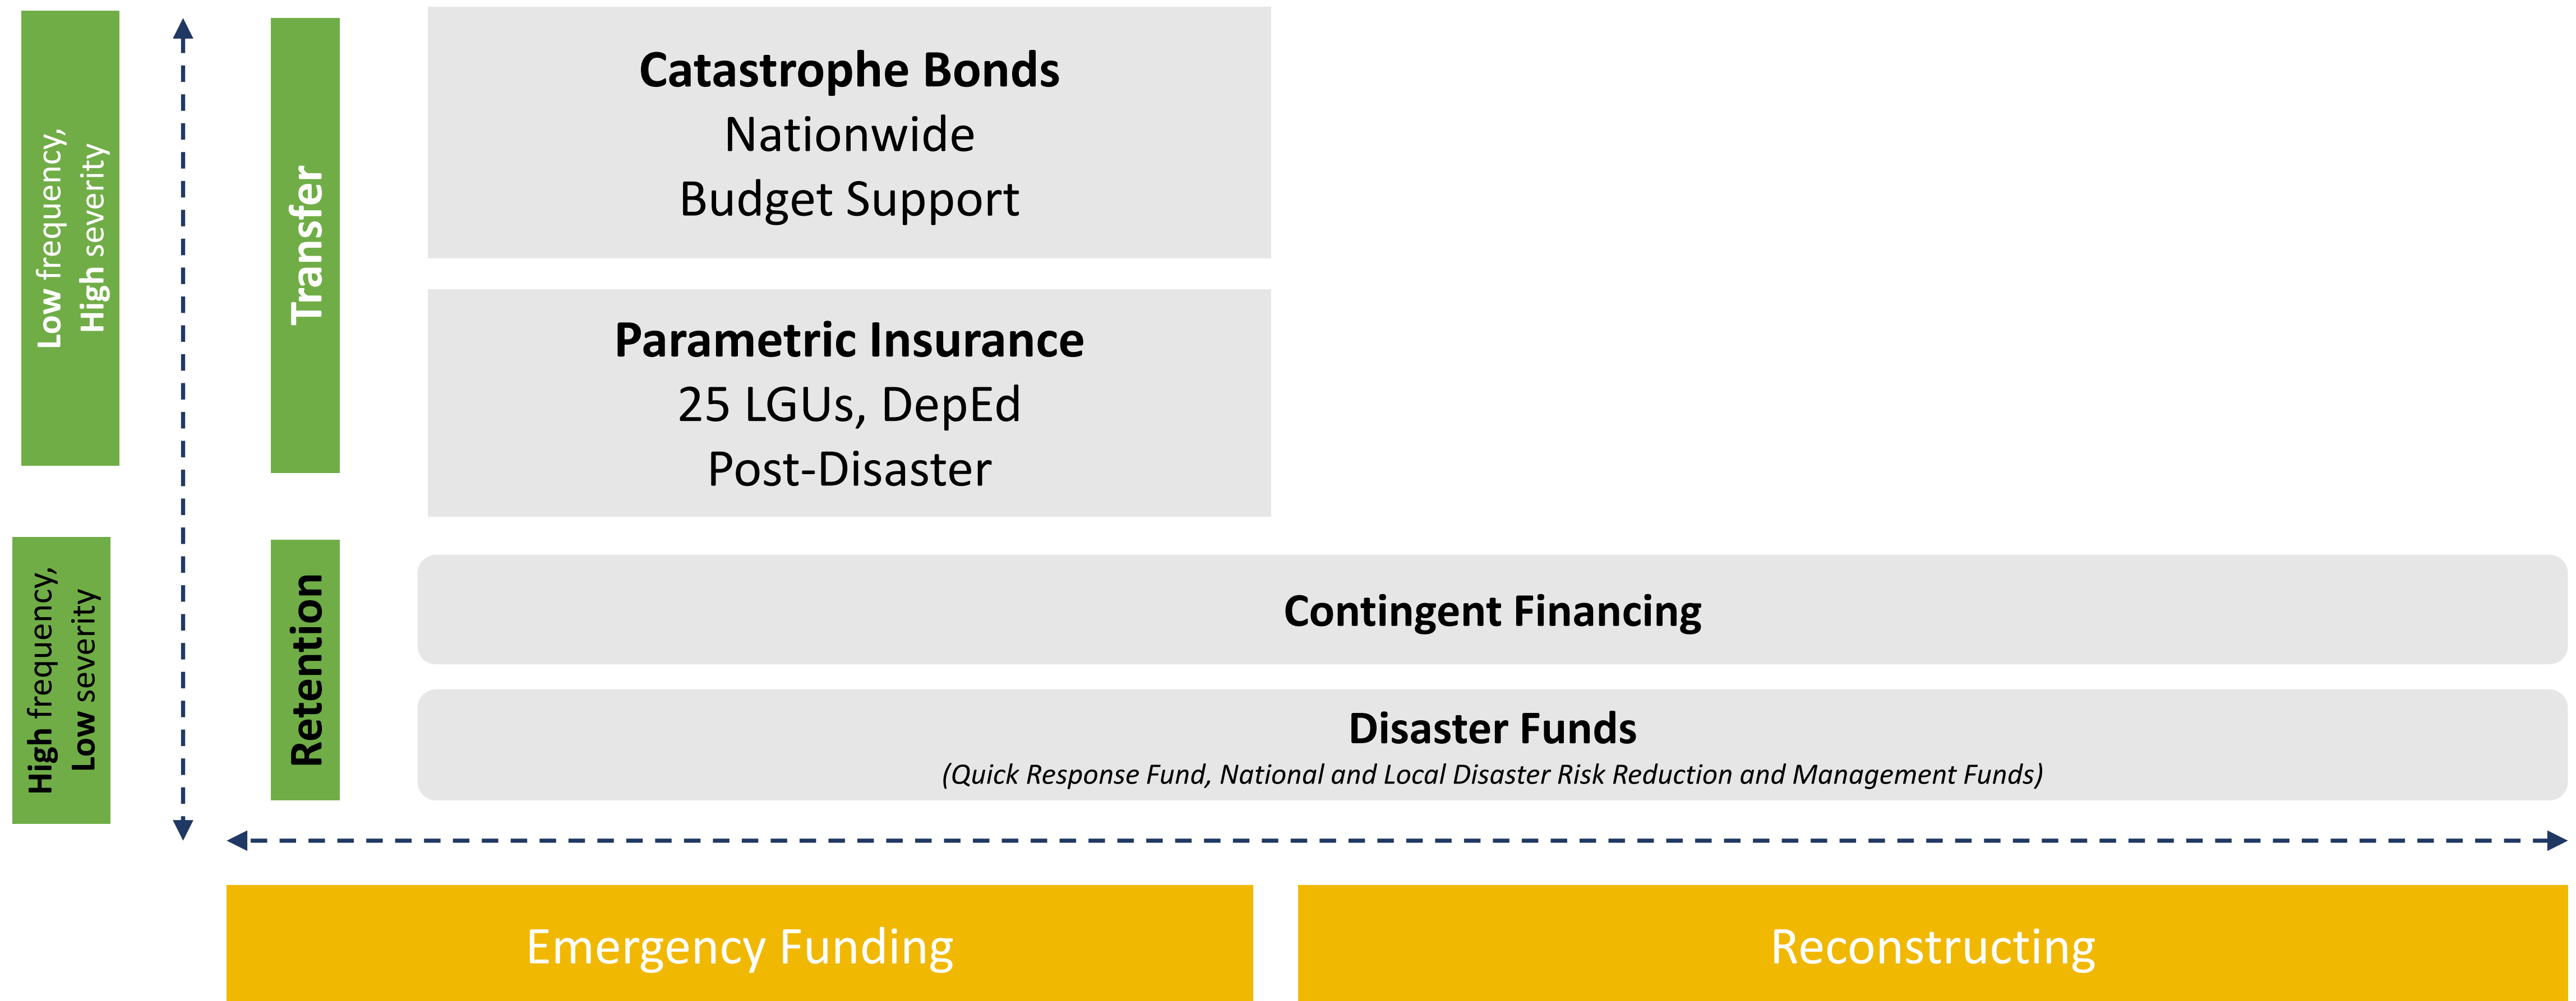 Low frequency,
High severity
Transfer
Catastrophe Bonds
Nationwide
Budget Support
Parametric Insurance
25 LGUs, DepEd
Post-Disaster
High frequency,
Low severity
Retention
Contingent Financing
Disaster Funds
(Quick Response Fund, National and Local Disaster Risk Reduction and Management Funds)
Emergency Funding
Reconstructing